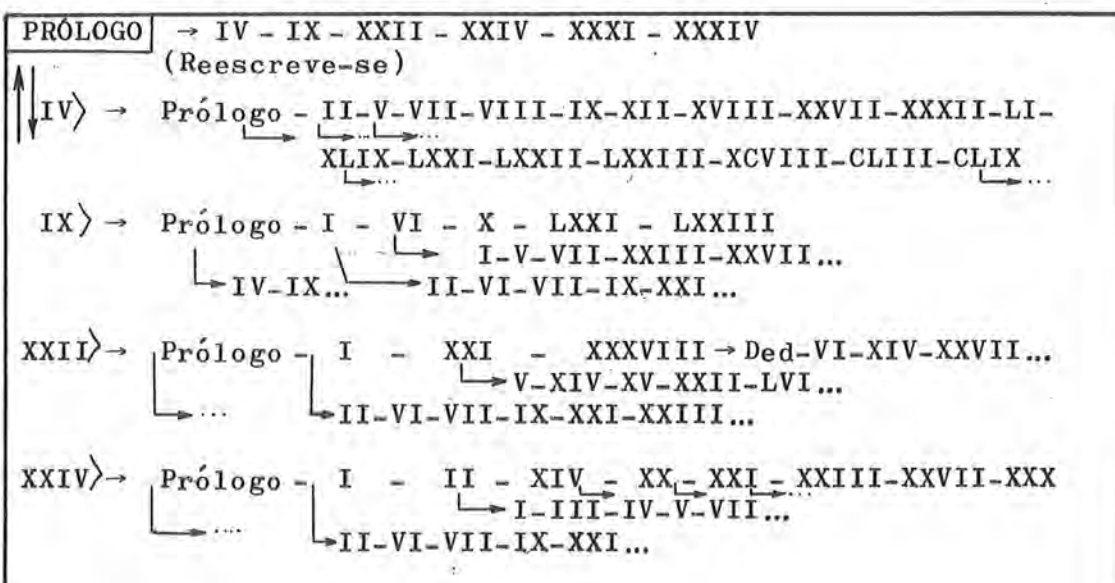 PRÓLOGO → IV - IX - XXII - XXIV - XXXI - XXXIV
(Reescreve-se)
IV⟩ → Prólogo - II-V-VII-VIII-IX-XII-XVIII-XXVII-XXXII-LI-
→ →... →...
XLIX-LXXI-LXXII-LXXIII-XCVIII-CLIII-CLIX
→... →...
IX⟩ → Prólogo - I - VI - X - LXXI - LXXIII
→ I-V-VII-XXIII-XXVII...
→ IV-IX... → II-VI-VII-IX-XXI...
XXII⟩ → Prólogo - I - XXI - XXXVIII → Ded-VI-XIV-XXVII...
→ V-XIV-XV-XXII-LVI...
→ ... → II-VI-VII-IX-XXI-XXIII...
XXIV⟩ → Prólogo - I - II - XIV - XX - XXI - XXIII-XXVII-XXX
→ I-III-IV-V-VII...
→ ... → II-VI-VII-IX-XXI...